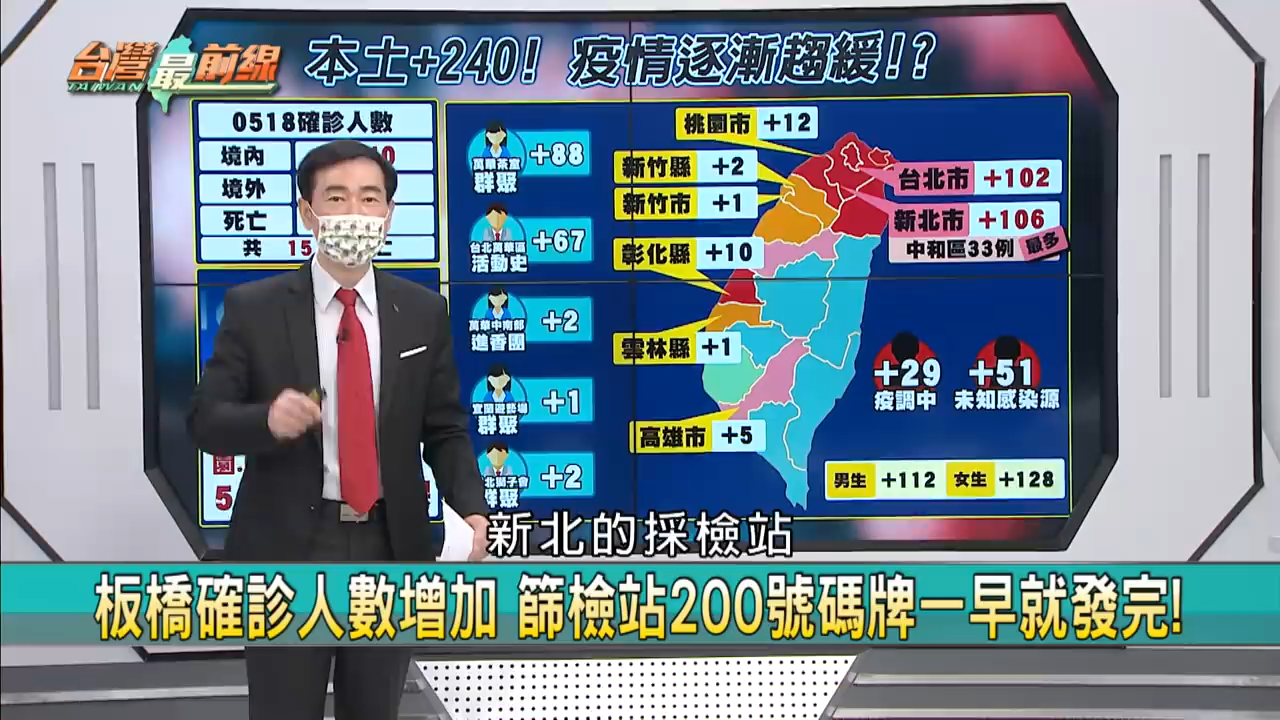 台灣最前線
TAIWAN
本土+240! 疫情逐漸趨緩!?
0518確診人數
境內
0
境外
死亡
共 15
萬華茶室
群聚
+88
台北萬華區
活動史
+67
萬華中南部
進香團
+2
宜蘭遊藝場
群聚
+1
北獅子會
群聚
+2
桃園市 +12
新竹縣 +2
新竹市 +1
彰化縣 +10
雲林縣 +1
高雄市 +5
台北市 +102
新北市 +106
中和區33例 最多
+29
疫調中
+51
未知感染源
男生 +112 女生 +128
5
新北的採檢站
板橋確診人數增加 篩檢站200號碼牌一早就發完!